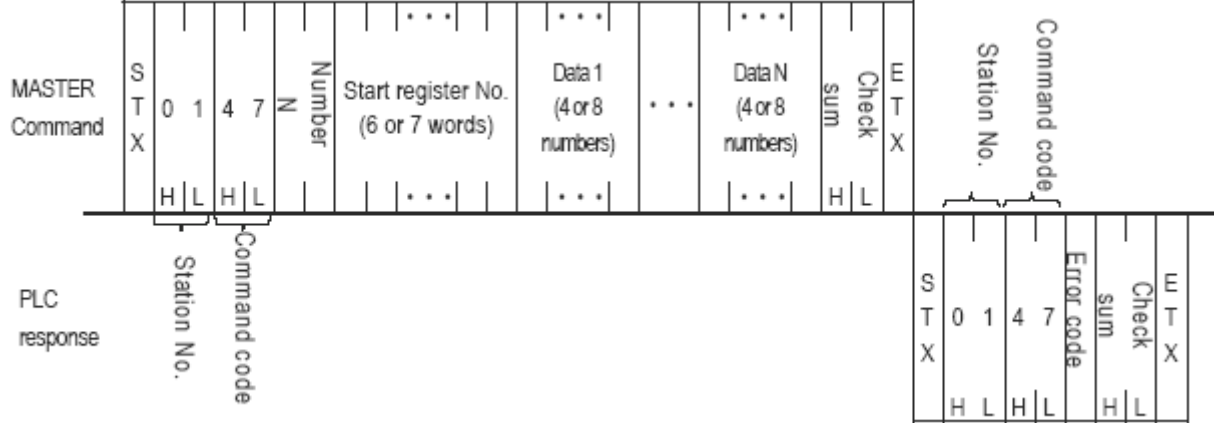 MASTER
Command
S
T
X
0 1
H L
4 7
H L
N
Number
Start register No.
(6 or 7 words)
• • •
• • •
Data 1
(4 or 8
numbers)
• • •
• • •
• • •
Data N
(4 or 8
numbers)
• • •
• • •
sum
Check
H L
E
T
X
Station No.
Command code
Station No.
Command code
PLC
response
S
T
X
0 1
H L
4 7
H L
Error code
sum
Check
H L
E
T
X